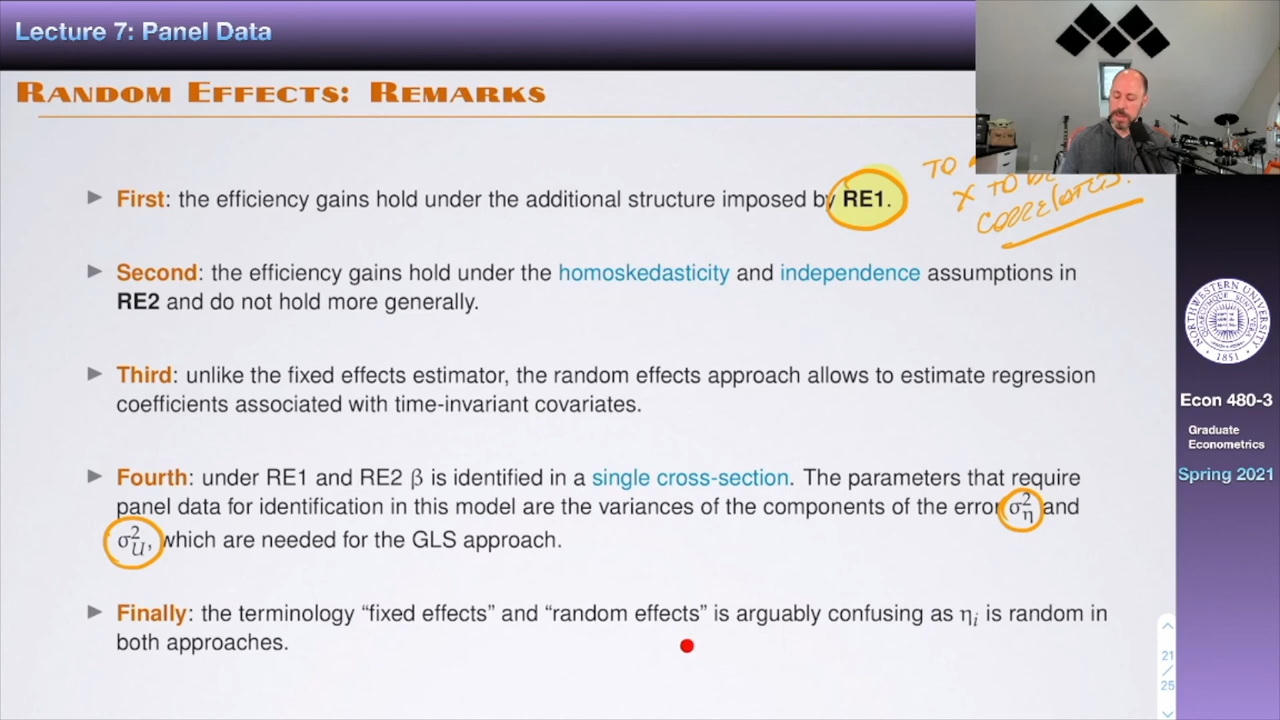 Lecture 7: Panel Data
Random Effects: Remarks
First: the efficiency gains hold under the additional structure imposed by RE1.
TO
X TO BE
CORRELATED.
Second: the efficiency gains hold under the homoskedasticity and independence assumptions in
RE2 and do not hold more generally.
Third: unlike the fixed effects estimator, the random effects approach allows to estimate regression
coefficients associated with time-invariant covariates.
Fourth: under RE1 and RE2 β is identified in a single cross-section. The parameters that require
panel data for identification in this model are the variances of the components of the error σ²η and
σ²U, which are needed for the GLS approach.
Finally: the terminology “fixed effects” and “random effects” is arguably confusing as ηi is random in
both approaches.
NORTHWESTERN UNIVERSITY
1851
Econ 480-3
Graduate
Econometrics
Spring 2021
21
/
25